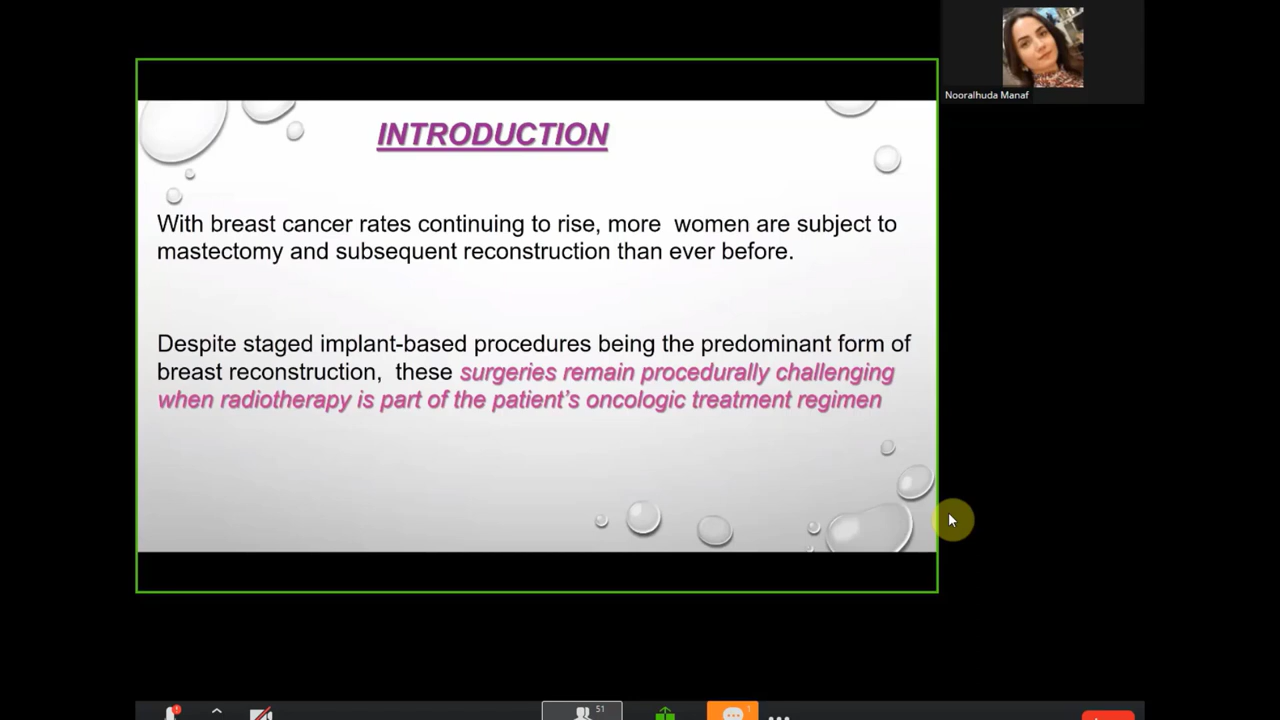 Nooralhuda Manaf
INTRODUCTION
With breast cancer rates continuing to rise, more  women are subject to
mastectomy and subsequent reconstruction than ever before.
Despite staged implant-based procedures being the predominant form of
breast reconstruction,  these surgeries remain procedurally challenging
when radiotherapy is part of the patient’s oncologic treatment regimen
51
1